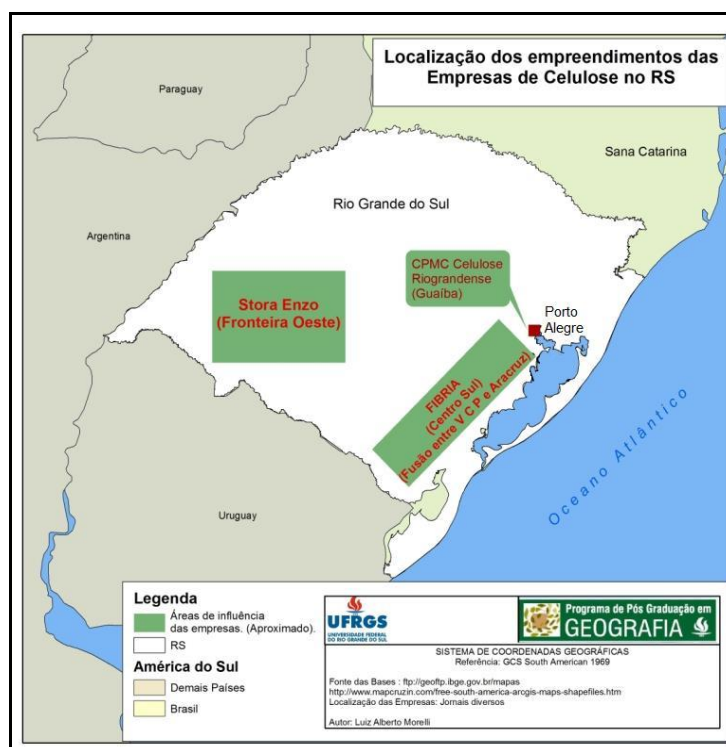 Localização dos empreendimentos das
Empresas de Celulose no RS
Paraguay
Sana Catarina
Rio Grande do Sul
Argentina
CPMC Celulose
Riograndense
(Guaíba)
Stora Enzo
(Fronteira Oeste)
Porto
Alegre
FIBRIA
(Centro Sul)
(Fusão entre V C P e Aracruz)
Oceano Atlântico
Uruguay
Legenda
Áreas de influência
das empresas. (Aproximado).
RS
América do Sul
Demais Países
Brasil
UFRGS
UNIVERSIDADE FEDERAL
DO RIO GRANDE DO SUL
Programa de Pós Graduação em
GEOGRAFIA
SISTEMA DE COORDENADAS GEOGRÁFICAS
Referência: GCS South American 1969
Fonte das Bases : ftp://geoftp.ibge.gov.br/mapas
http://www.mapcruzin.com/free-south-america-arcgis-maps-shapefiles.htm
Localização das Empresas: Jornais diversos
Autor: Luiz Alberto Morelli